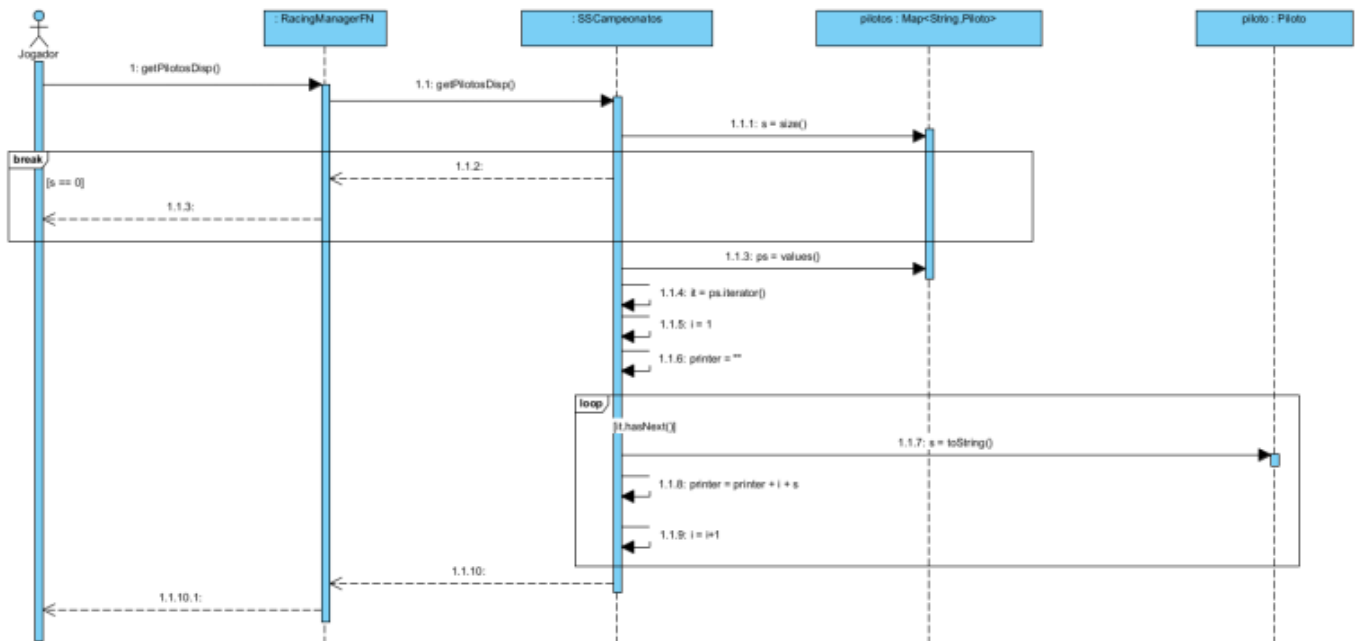 : RacingManagerFN
: SSCampeonatos
pilotos : Map<String,Piloto>
piloto : Piloto
Jogador
1: getPilotosDisp()
1.1: getPilotosDisp()
1.1.1: s = size()
break
1.1.2:
[s == 0]
1.1.3:
1.1.3: ps = values()
1.1.4: it = ps.iterator()
1.1.5: i = 1
1.1.6: printer = ""
loop
[it.hasNext()]
1.1.7: s = toString()
1.1.8: printer = printer + i + s
1.1.9: i = i+1
1.1.10:
1.1.10.1: